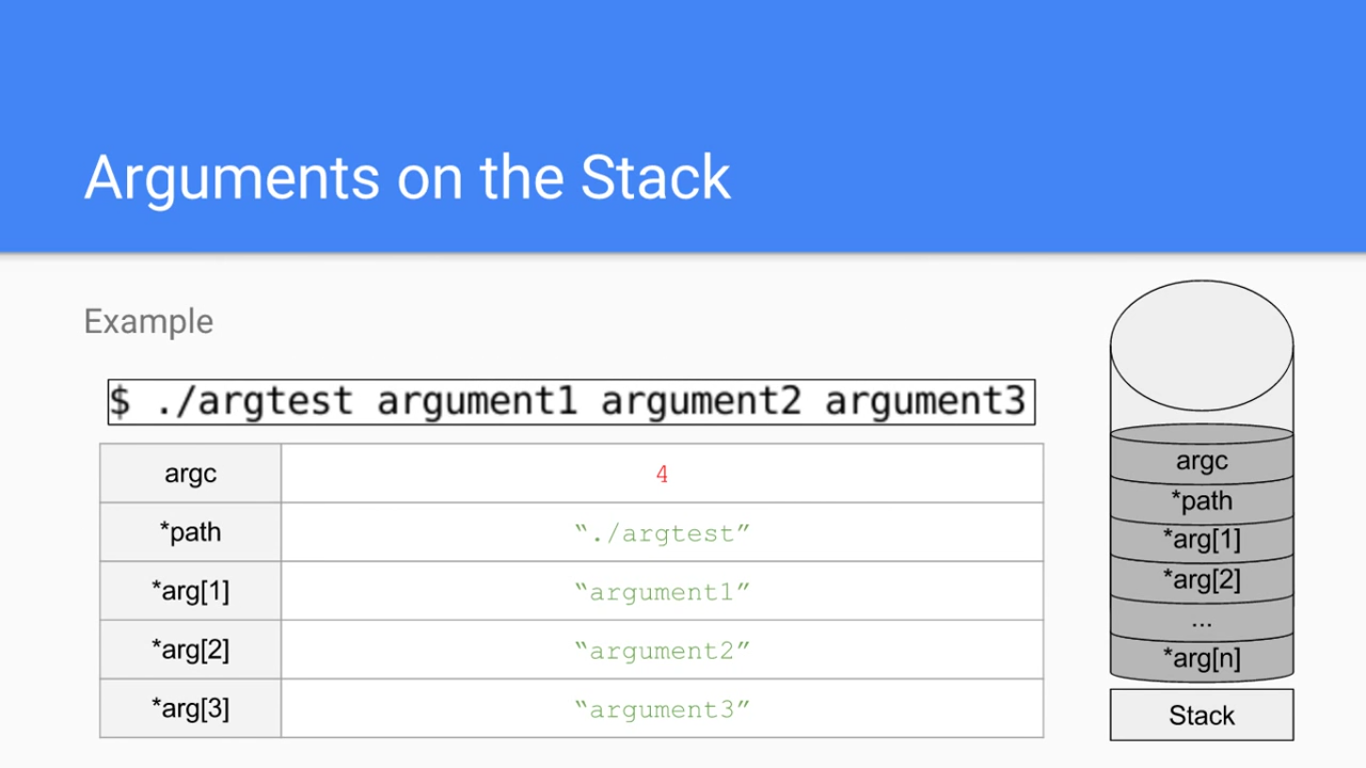 Arguments on the Stack
Example
$ ./argtest argument1 argument2 argument3
argc 4
*path “./argtest”
*arg[1] “argument1”
*arg[2] “argument2”
*arg[3] “argument3”
argc
*path
*arg[1]
*arg[2]
...
*arg[n]
Stack